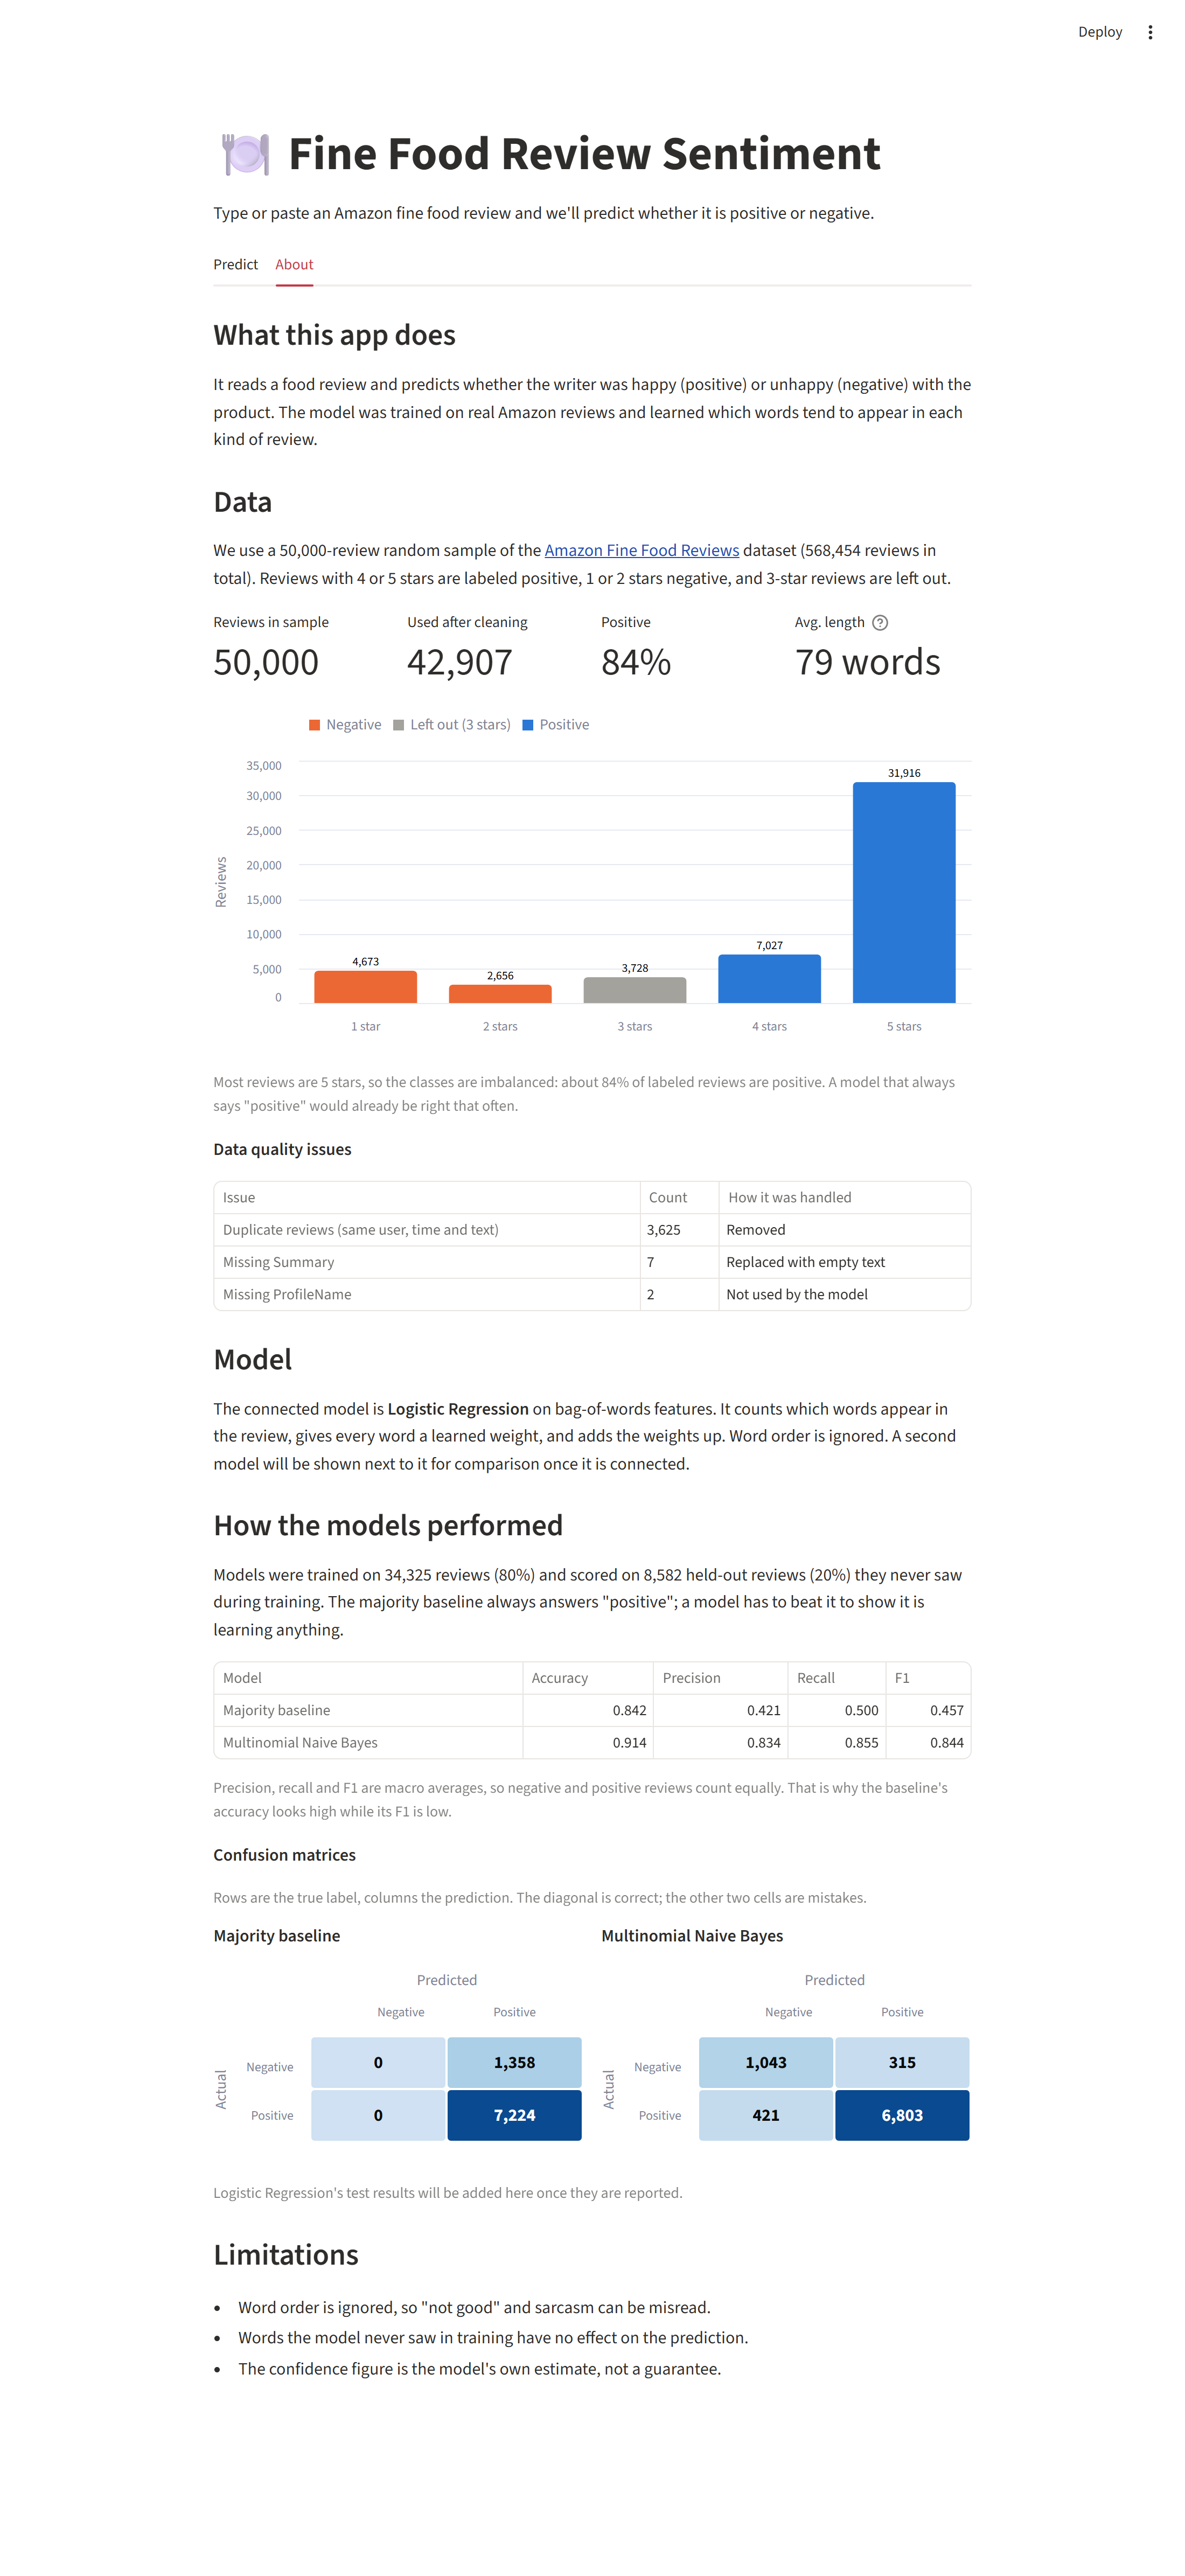 Deploy
Fine Food Review Sentiment
Type or paste an Amazon fine food review and we'll predict whether it is positive or negative.
Predict About
What this app does
It reads a food review and predicts whether the writer was happy (positive) or unhappy (negative) with the
product. The model was trained on real Amazon reviews and learned which words tend to appear in each
kind of review.
Data
We use a 50,000-review random sample of the Amazon Fine Food Reviews dataset (568,454 reviews in
total). Reviews with 4 or 5 stars are labeled positive, 1 or 2 stars negative, and 3-star reviews are left out.
Reviews in sample Used after cleaning Positive Avg. length ?
50,000 42,907 84% 79 words
Negative Left out (3 stars) Positive
35,000
30,000
25,000
20,000
15,000
10,000
5,000
0
Reviews
4,673
2,656
3,728
7,027
31,916
1 star 2 stars 3 stars 4 stars 5 stars
Most reviews are 5 stars, so the classes are imbalanced: about 84% of labeled reviews are positive. A model that always
says "positive" would already be right that often.
Data quality issues
Issue Count How it was handled
Duplicate reviews (same user, time and text) 3,625 Removed
Missing Summary 7 Replaced with empty text
Missing ProfileName 2 Not used by the model
Model
The connected model is Logistic Regression on bag-of-words features. It counts which words appear in
the review, gives every word a learned weight, and adds the weights up. Word order is ignored. A second
model will be shown next to it for comparison once it is connected.
How the models performed
Models were trained on 34,325 reviews (80%) and scored on 8,582 held-out reviews (20%) they never saw
during training. The majority baseline always answers "positive"; a model has to beat it to show it is
learning anything.
Model Accuracy Precision Recall F1
Majority baseline 0.842 0.421 0.500 0.457
Multinomial Naive Bayes 0.914 0.834 0.855 0.844
Precision, recall and F1 are macro averages, so negative and positive reviews count equally. That is why the baseline's
accuracy looks high while its F1 is low.
Confusion matrices
Rows are the true label, columns the prediction. The diagonal is correct; the other two cells are mistakes.
Majority baseline
Predicted
Negative Positive
Actual
Negative 0 1,358
Positive 0 7,224
Multinomial Naive Bayes
Predicted
Negative Positive
Actual
Negative 1,043 315
Positive 421 6,803
Logistic Regression's test results will be added here once they are reported.
Limitations
• Word order is ignored, so "not good" and sarcasm can be misread.
• Words the model never saw in training have no effect on the prediction.
• The confidence figure is the model's own estimate, not a guarantee.